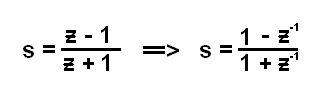 s = (z - 1) / (z + 1) ==> s = (1 - z^-1) / (1 + z^-1)